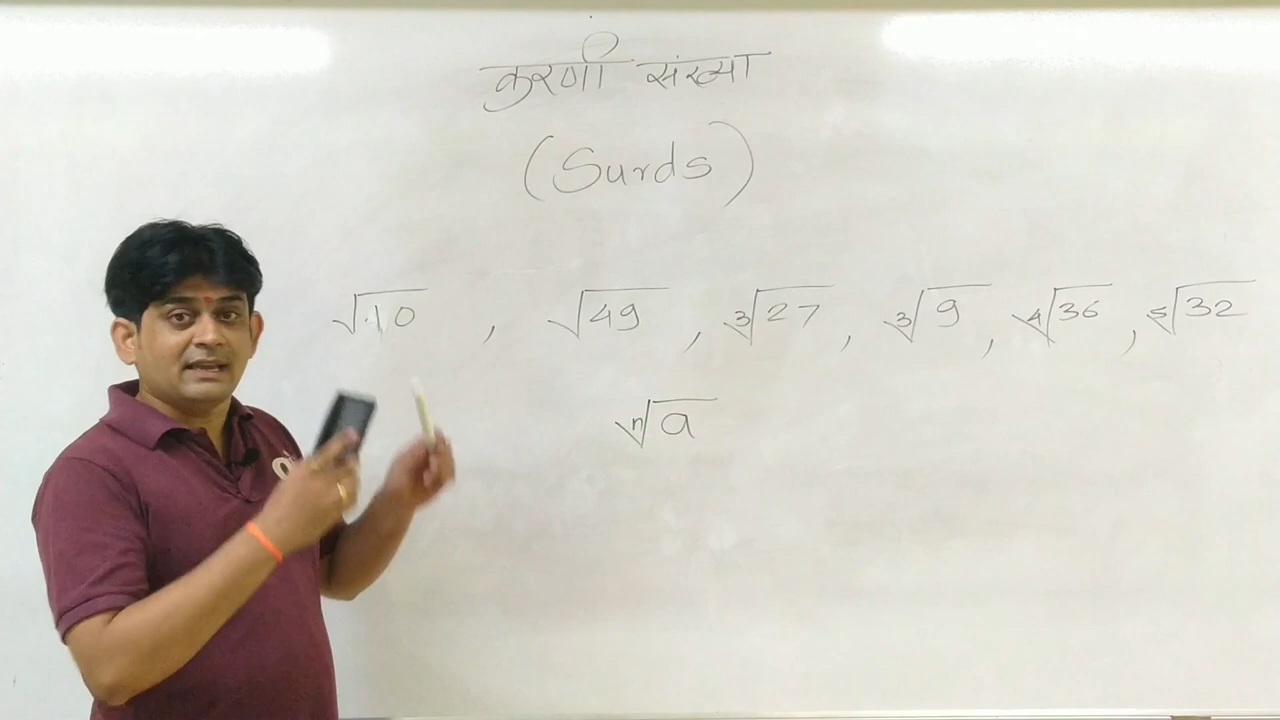 करणी संख्या
(Surds)
√10 , √49 , ∛27 , ∛9 , ∜36 , ⁵√32
ⁿ√a